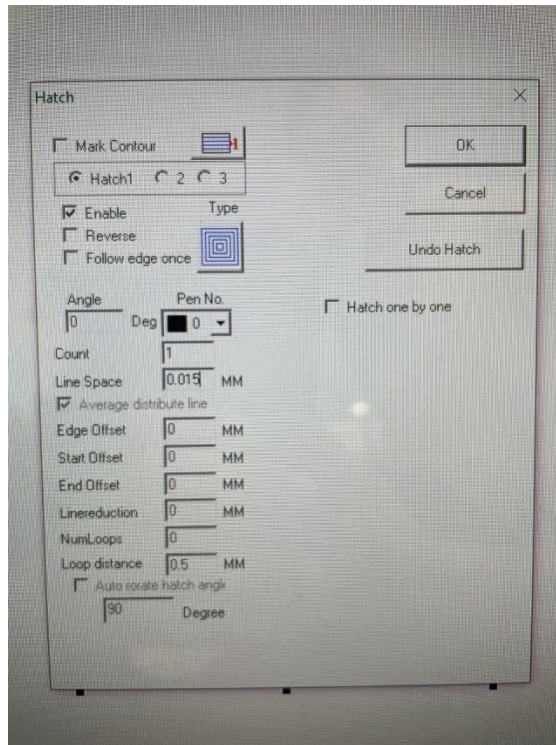 Hatch
Mark Contour
1
OK
Hatch1 2 3
Cancel
Enable Type
Reverse
Follow edge once
Undo Hatch
Angle Pen No.
0 Deg 0
Hatch one by one
Count 1
Line Space 0.015 MM
Average distribute line
Edge Offset 0 MM
Start Offset 0 MM
End Offset 0 MM
Linereduction 0 MM
NumLoops 0
Loop distance 0.5 MM
Auto rorate hatch angle
90 Degree